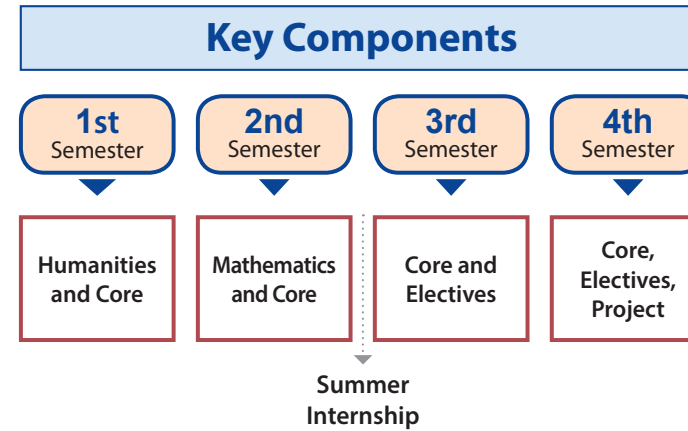 Key Components
1st
Semester
2nd
Semester
3rd
Semester
4th
Semester
Humanities
and Core
Mathematics
and Core
Core and
Electives
Core,
Electives,
Project
Summer
Internship